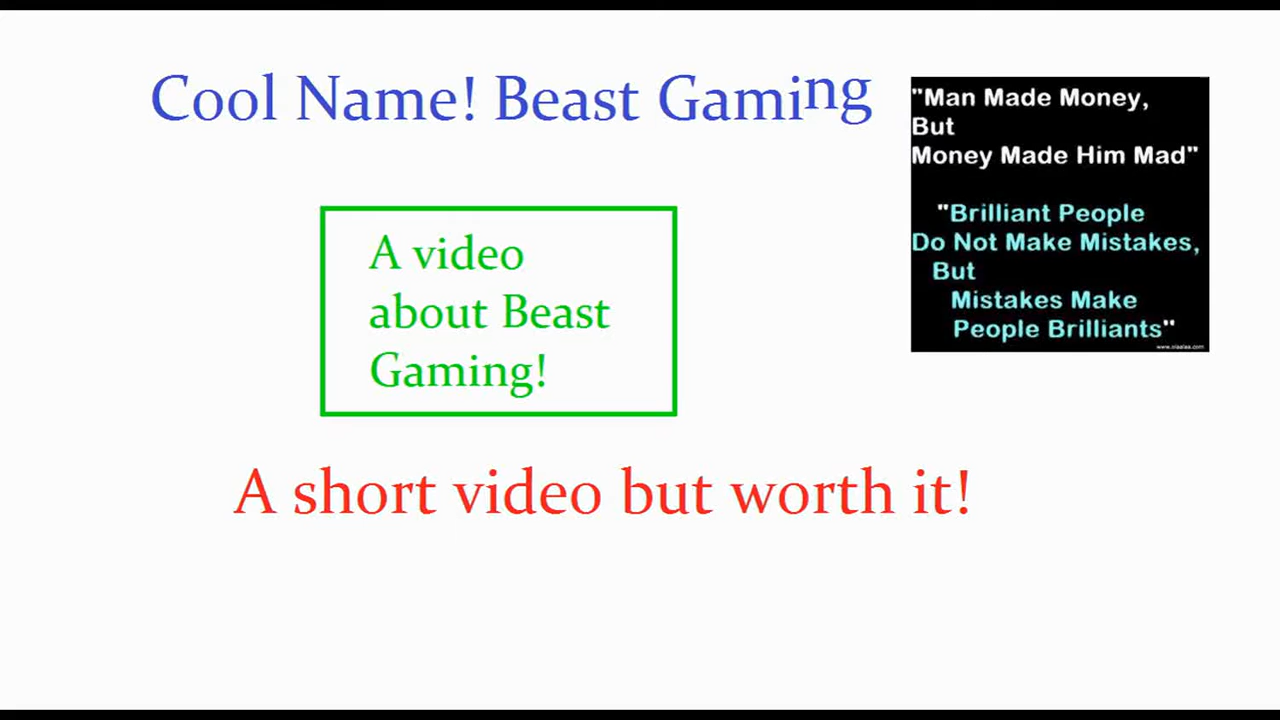 Cool Name! Beast Gaming
"Man Made Money,
But
Money Made Him Mad"
"Brilliant People
Do Not Make Mistakes,
But
Mistakes Make
People Brilliants"
A video
about Beast
Gaming!
A short video but worth it!